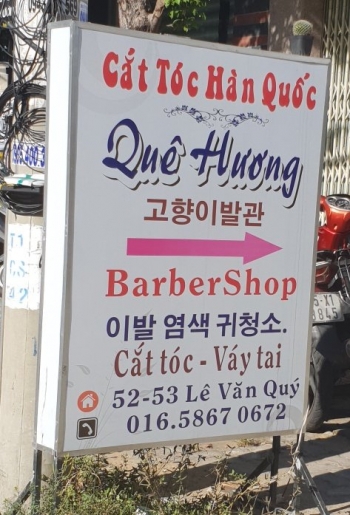 Cắt Tóc Hàn Quốc
Quê Hương
고향이발관
BarberShop
이발 염색 귀청소.
Cắt tóc - Váy tai
52-53 Lê Văn Quý
016.5867 0672